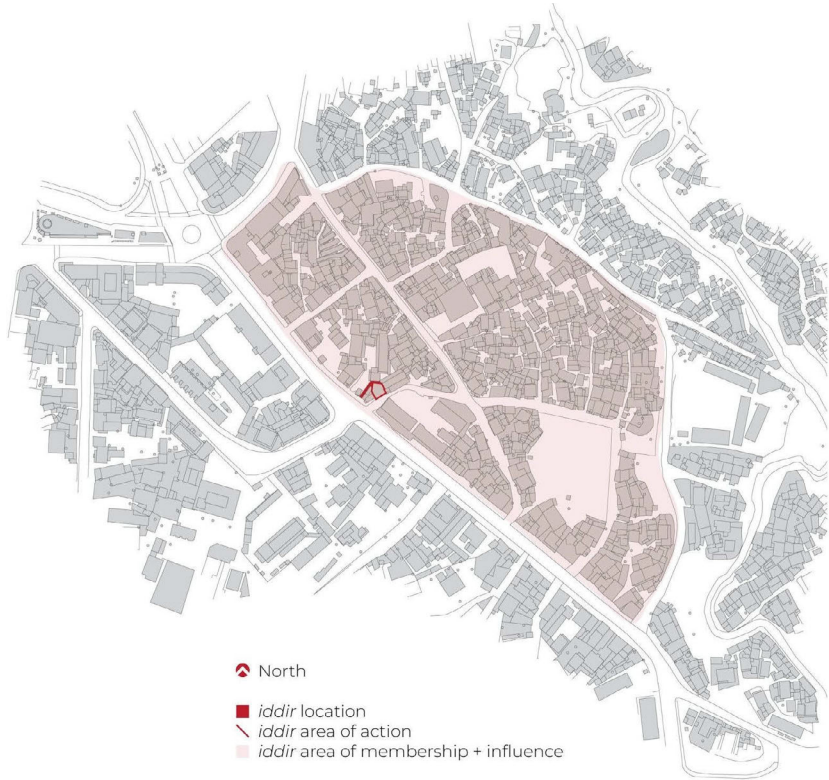 North
iddir location
iddir area of action
iddir area of membership + influence